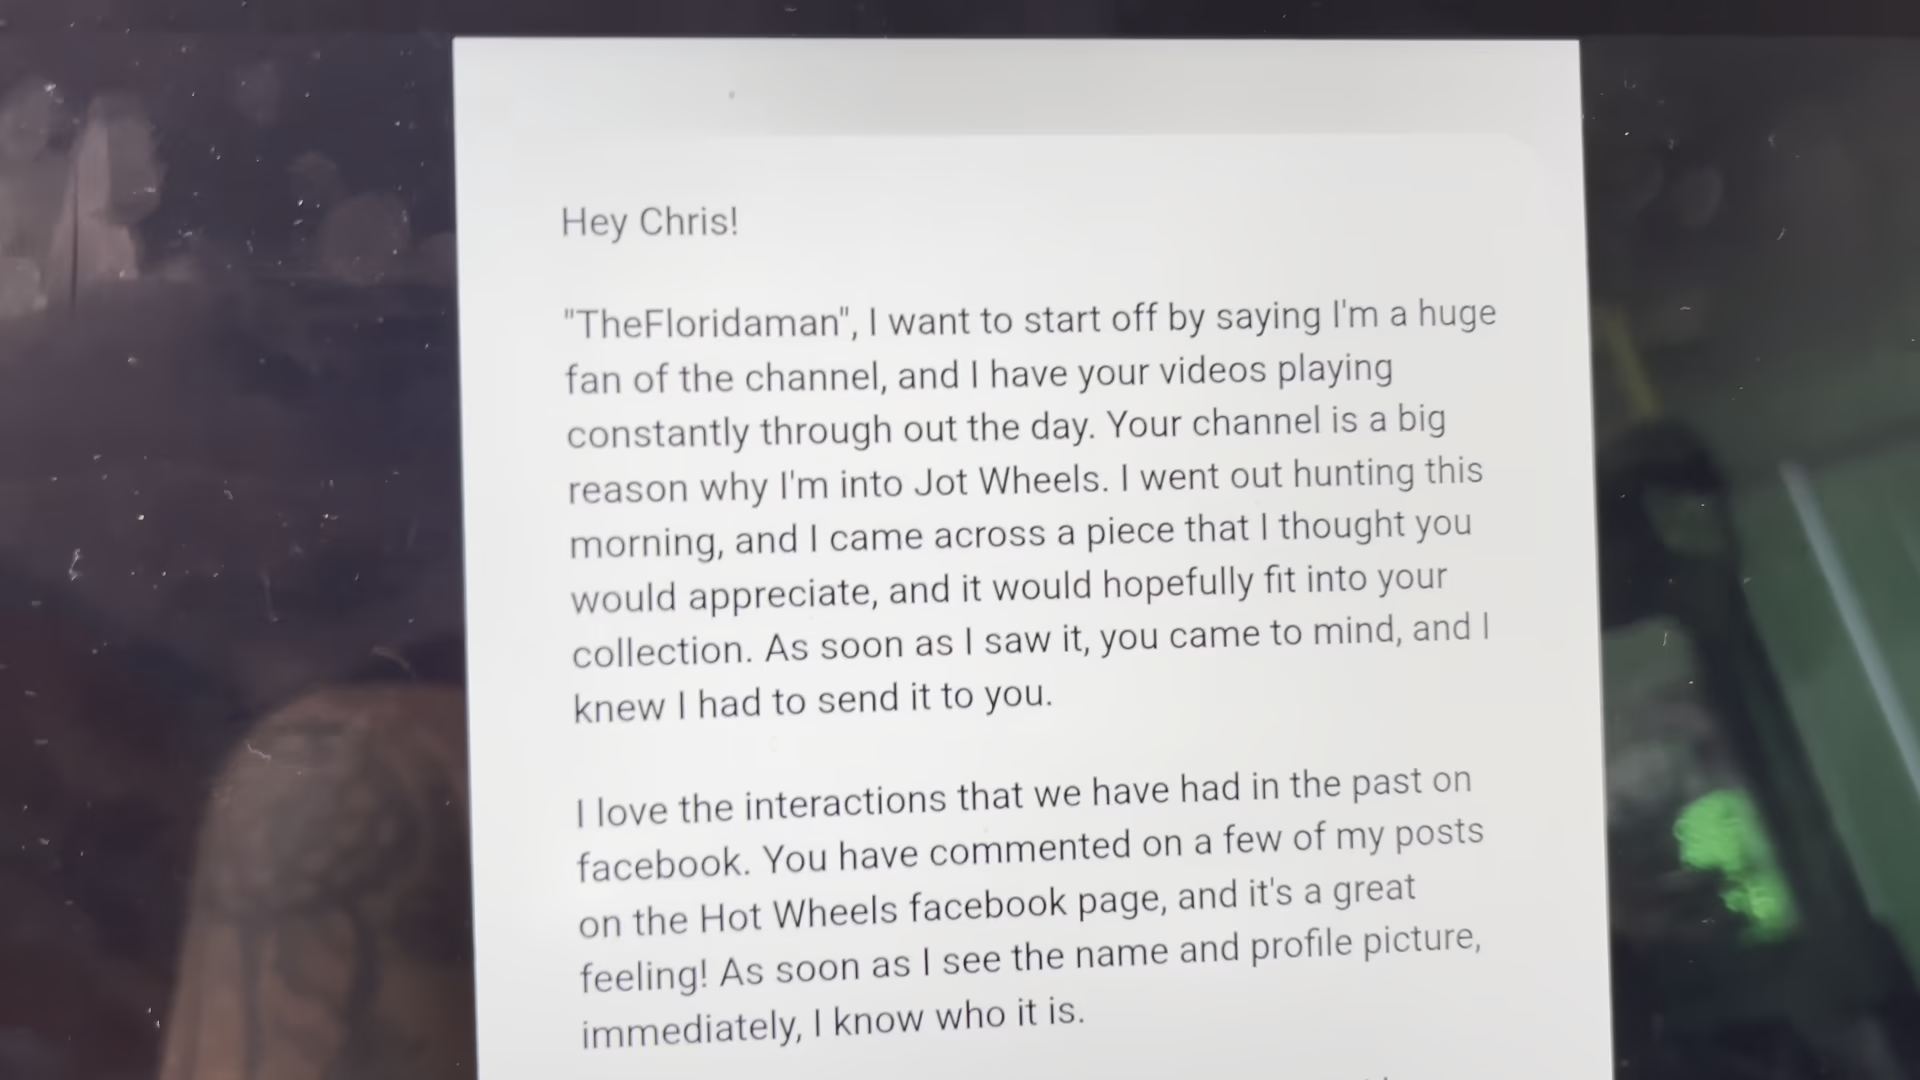 Hey Chris!
"TheFloridaman", I want to start off by saying I'm a huge
fan of the channel, and I have your videos playing
constantly through out the day. Your channel is a big
reason why I'm into Jot Wheels. I went out hunting this
morning, and I came across a piece that I thought you
would appreciate, and it would hopefully fit into your
collection. As soon as I saw it, you came to mind, and I
knew I had to send it to you.
I love the interactions that we have had in the past on
facebook. You have commented on a few of my posts
on the Hot Wheels facebook page, and it's a great
feeling! As soon as I see the name and profile picture,
immediately, I know who it is.